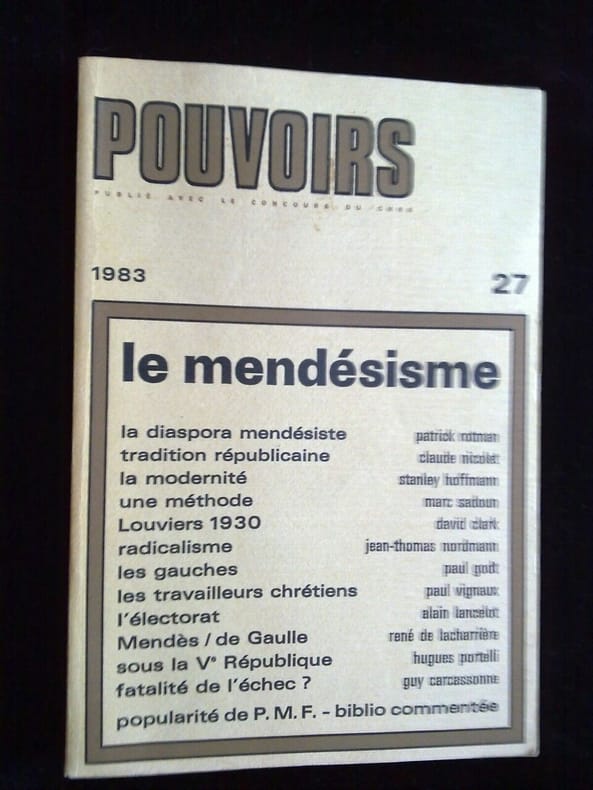 POUVOIRS
PUBLIÉ AVEC LE CONCOURS DU CNRS
1983 27
le mendésisme
la diaspora mendésiste patrick rotman
tradition républicaine claude nicolet
la modernité stanley hoffmann
une méthode marc sadoun
Louviers 1930 david clark
radicalisme jean-thomas nordmann
les gauches paul
les travailleurs chrétiens paul vignaux
l'électorat alain lancelot
Mendès / de Gaulle rené de lacharrière
sous la Vᵉ République hugues portelli
fatalité de l'échec ? guy carcassonne
popularité de P.M.F. - biblio commentée